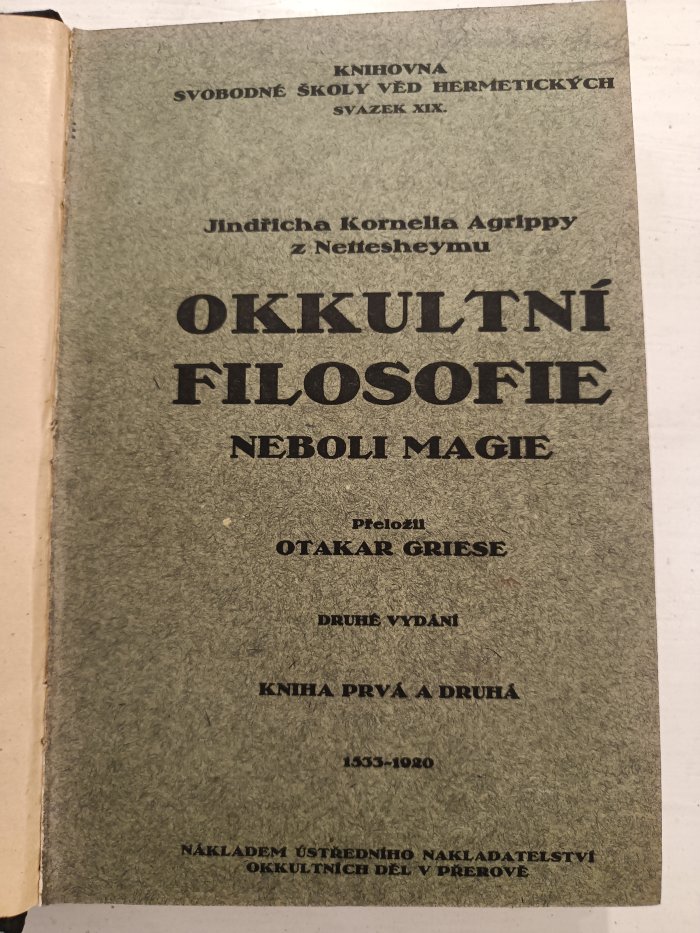 KNIHOVNA
SVOBODNÉ ŠKOLY VĚD HERMETICKÝCH
SVAZEK XIX.
Jindřicha Kornelia Agrippy
z Nettesheymu
OKKULTNÍ
FILOSOFIE
NEBOLI MAGIE
Přeložil
OTAKAR GRIESE
DRUHÉ VYDÁNÍ
KNIHA PRVÁ A DRUHÁ
1533-1920
NÁKLADEM ÚSTŘEDNÍHO NAKLADATELSTVÍ
OKKULTNÍCH DĚL V PŘEROVĚ